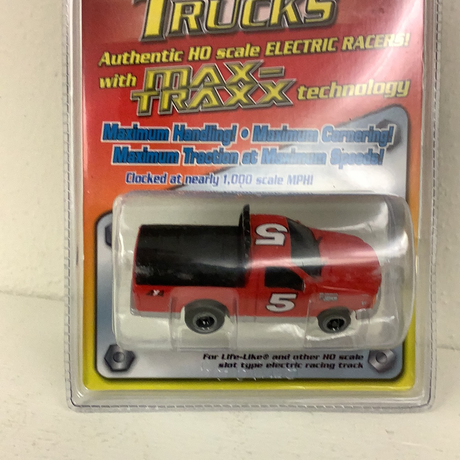 TRUCKS
Authentic HO scale ELECTRIC RACERS!
with MAX-TRAXX technology
Maximum Handling! • Maximum Cornering!
Maximum Traction at Maximum Speeds!
Clocked at nearly 1,000 scale MPH!
5
5
For Life-Like® and other HO scale
slot type electric racing track